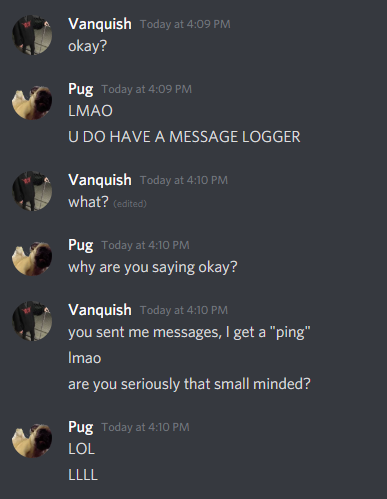 Vanquish Today at 4:09 PM
okay?
Pug Today at 4:09 PM
LMAO
U DO HAVE A MESSAGE LOGGER
Vanquish Today at 4:10 PM
what? (edited)
Pug Today at 4:10 PM
why are you saying okay?
Vanquish Today at 4:10 PM
you sent me messages, I get a "ping"
lmao
are you seriously that small minded?
Pug Today at 4:10 PM
LOL
LLLL